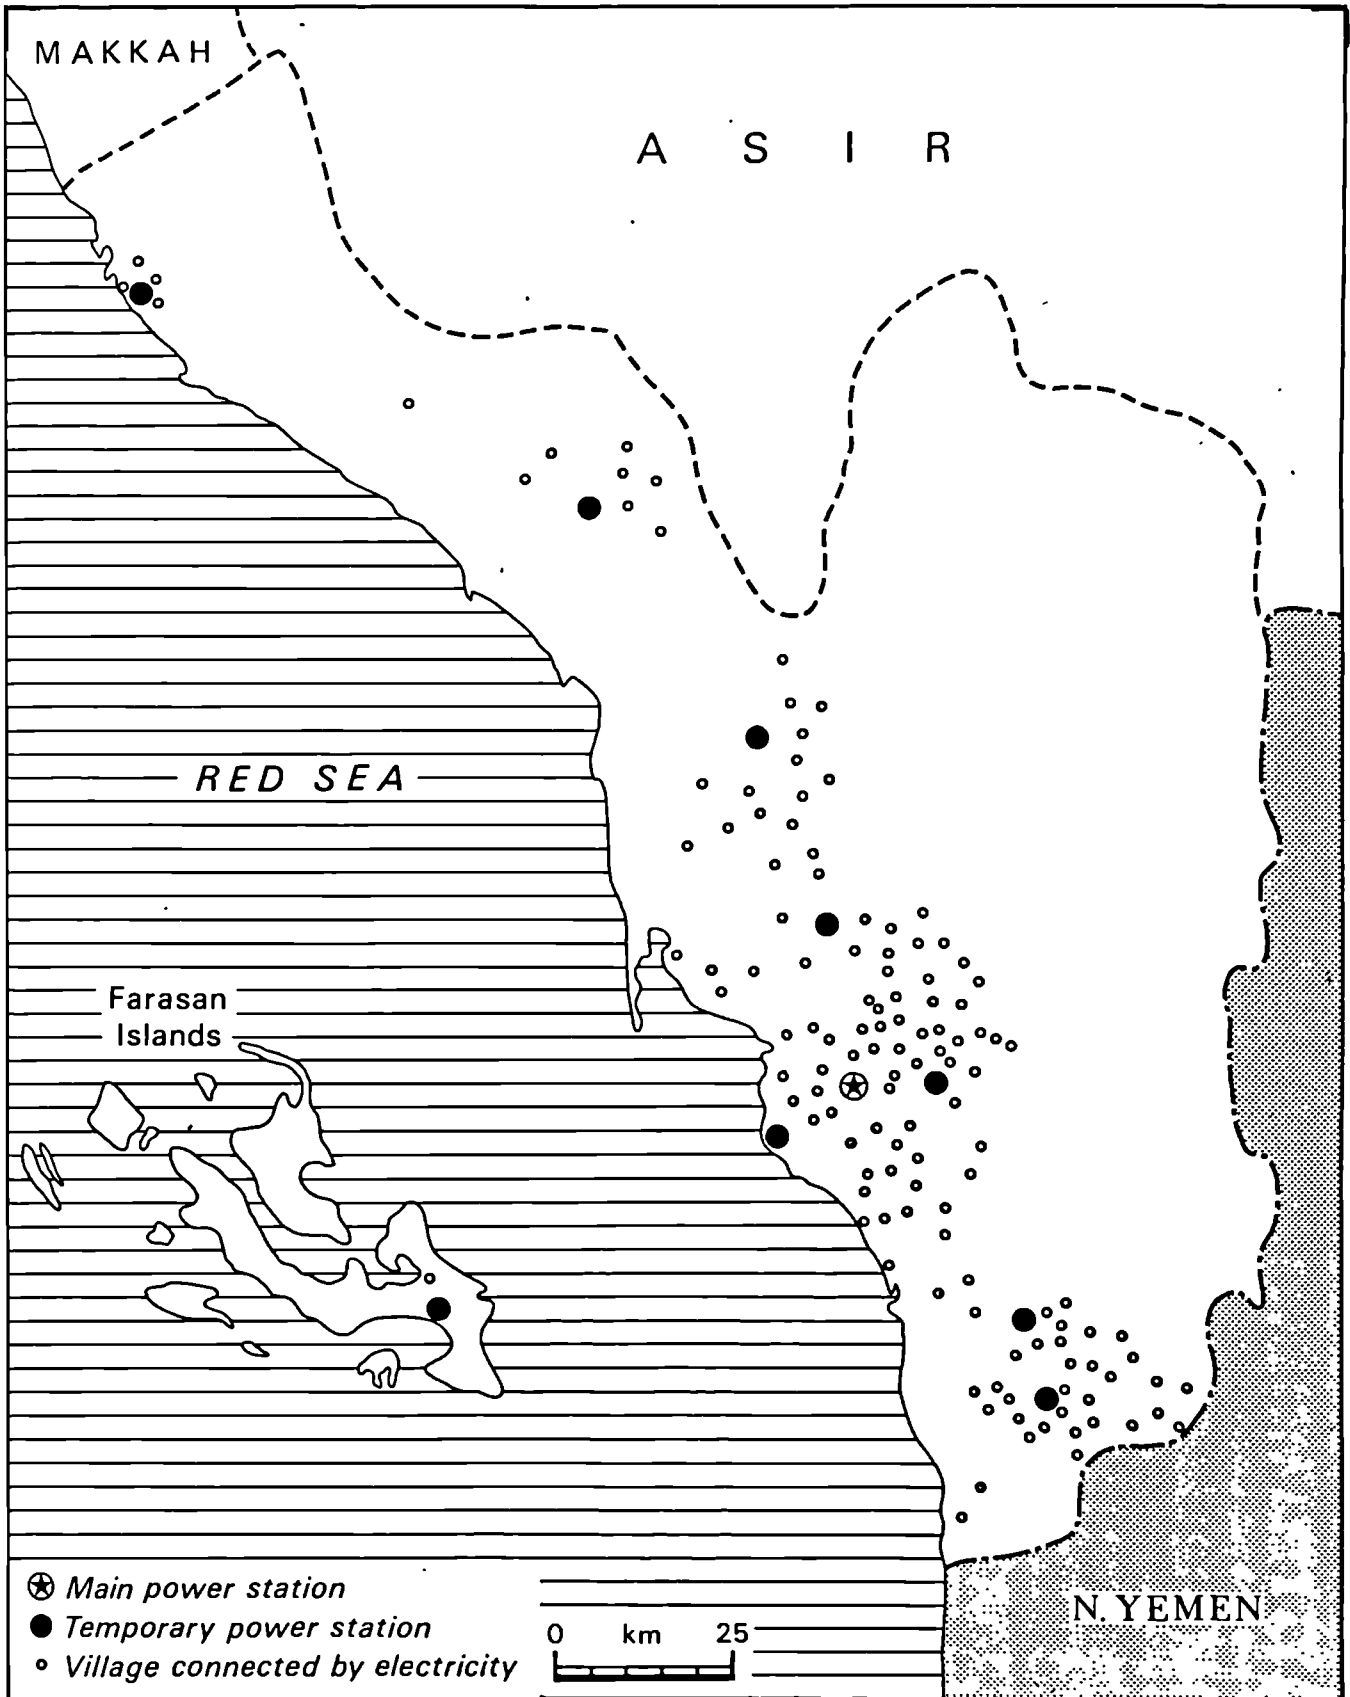 MAKKAH
A S I R
RED SEA
Farasan
Islands
Main power station
Temporary power station
Village connected by electricity
0 km 25
N. YEMEN